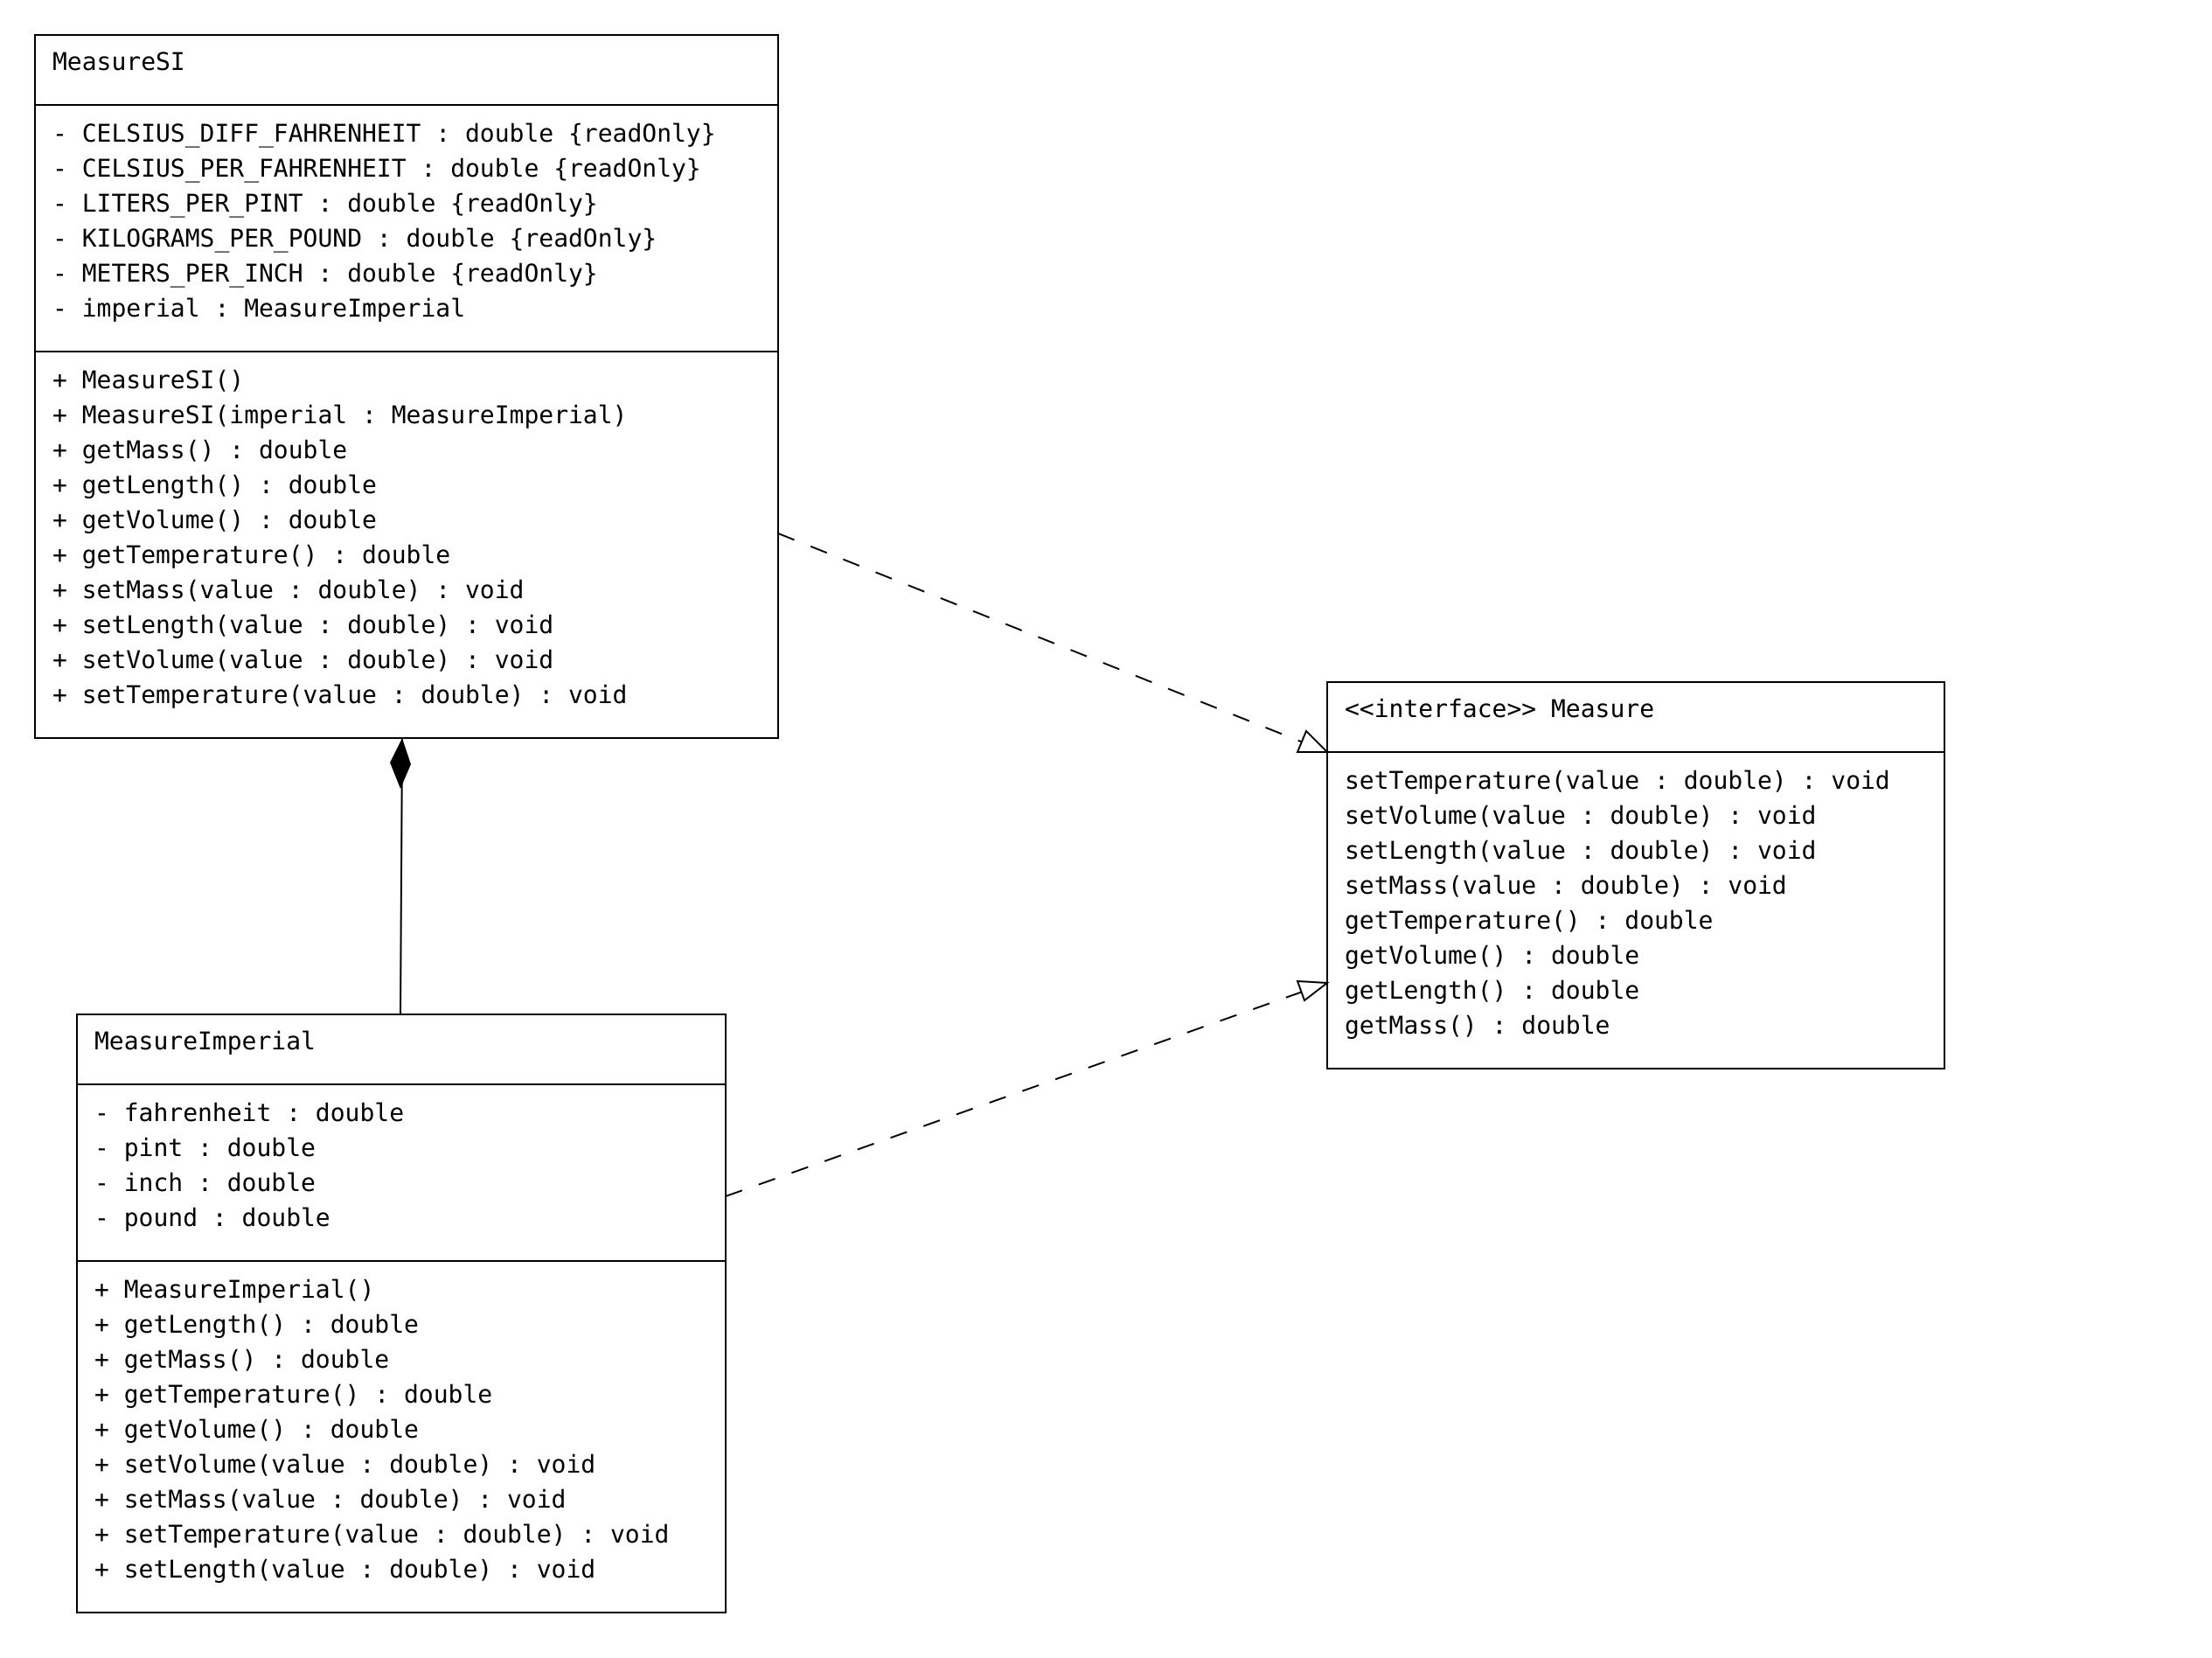 MeasureSI
- CELSIUS_DIFF_FAHRENHEIT : double {readOnly}
- CELSIUS_PER_FAHRENHEIT : double {readOnly}
- LITERS_PER_PINT : double {readOnly}
- KILOGRAMS_PER_POUND : double {readOnly}
- METERS_PER_INCH : double {readOnly}
- imperial : MeasureImperial
+ MeasureSI()
+ MeasureSI(imperial : MeasureImperial)
+ getMass() : double
+ getLength() : double
+ getVolume() : double
+ getTemperature() : double
+ setMass(value : double) : void
+ setLength(value : double) : void
+ setVolume(value : double) : void
+ setTemperature(value : double) : void
<<interface>> Measure
setTemperature(value : double) : void
setVolume(value : double) : void
setLength(value : double) : void
setMass(value : double) : void
getTemperature() : double
getVolume() : double
getLength() : double
getMass() : double
MeasureImperial
- fahrenheit : double
- pint : double
- inch : double
- pound : double
+ MeasureImperial()
+ getLength() : double
+ getMass() : double
+ getTemperature() : double
+ getVolume() : double
+ setVolume(value : double) : void
+ setMass(value : double) : void
+ setTemperature(value : double) : void
+ setLength(value : double) : void